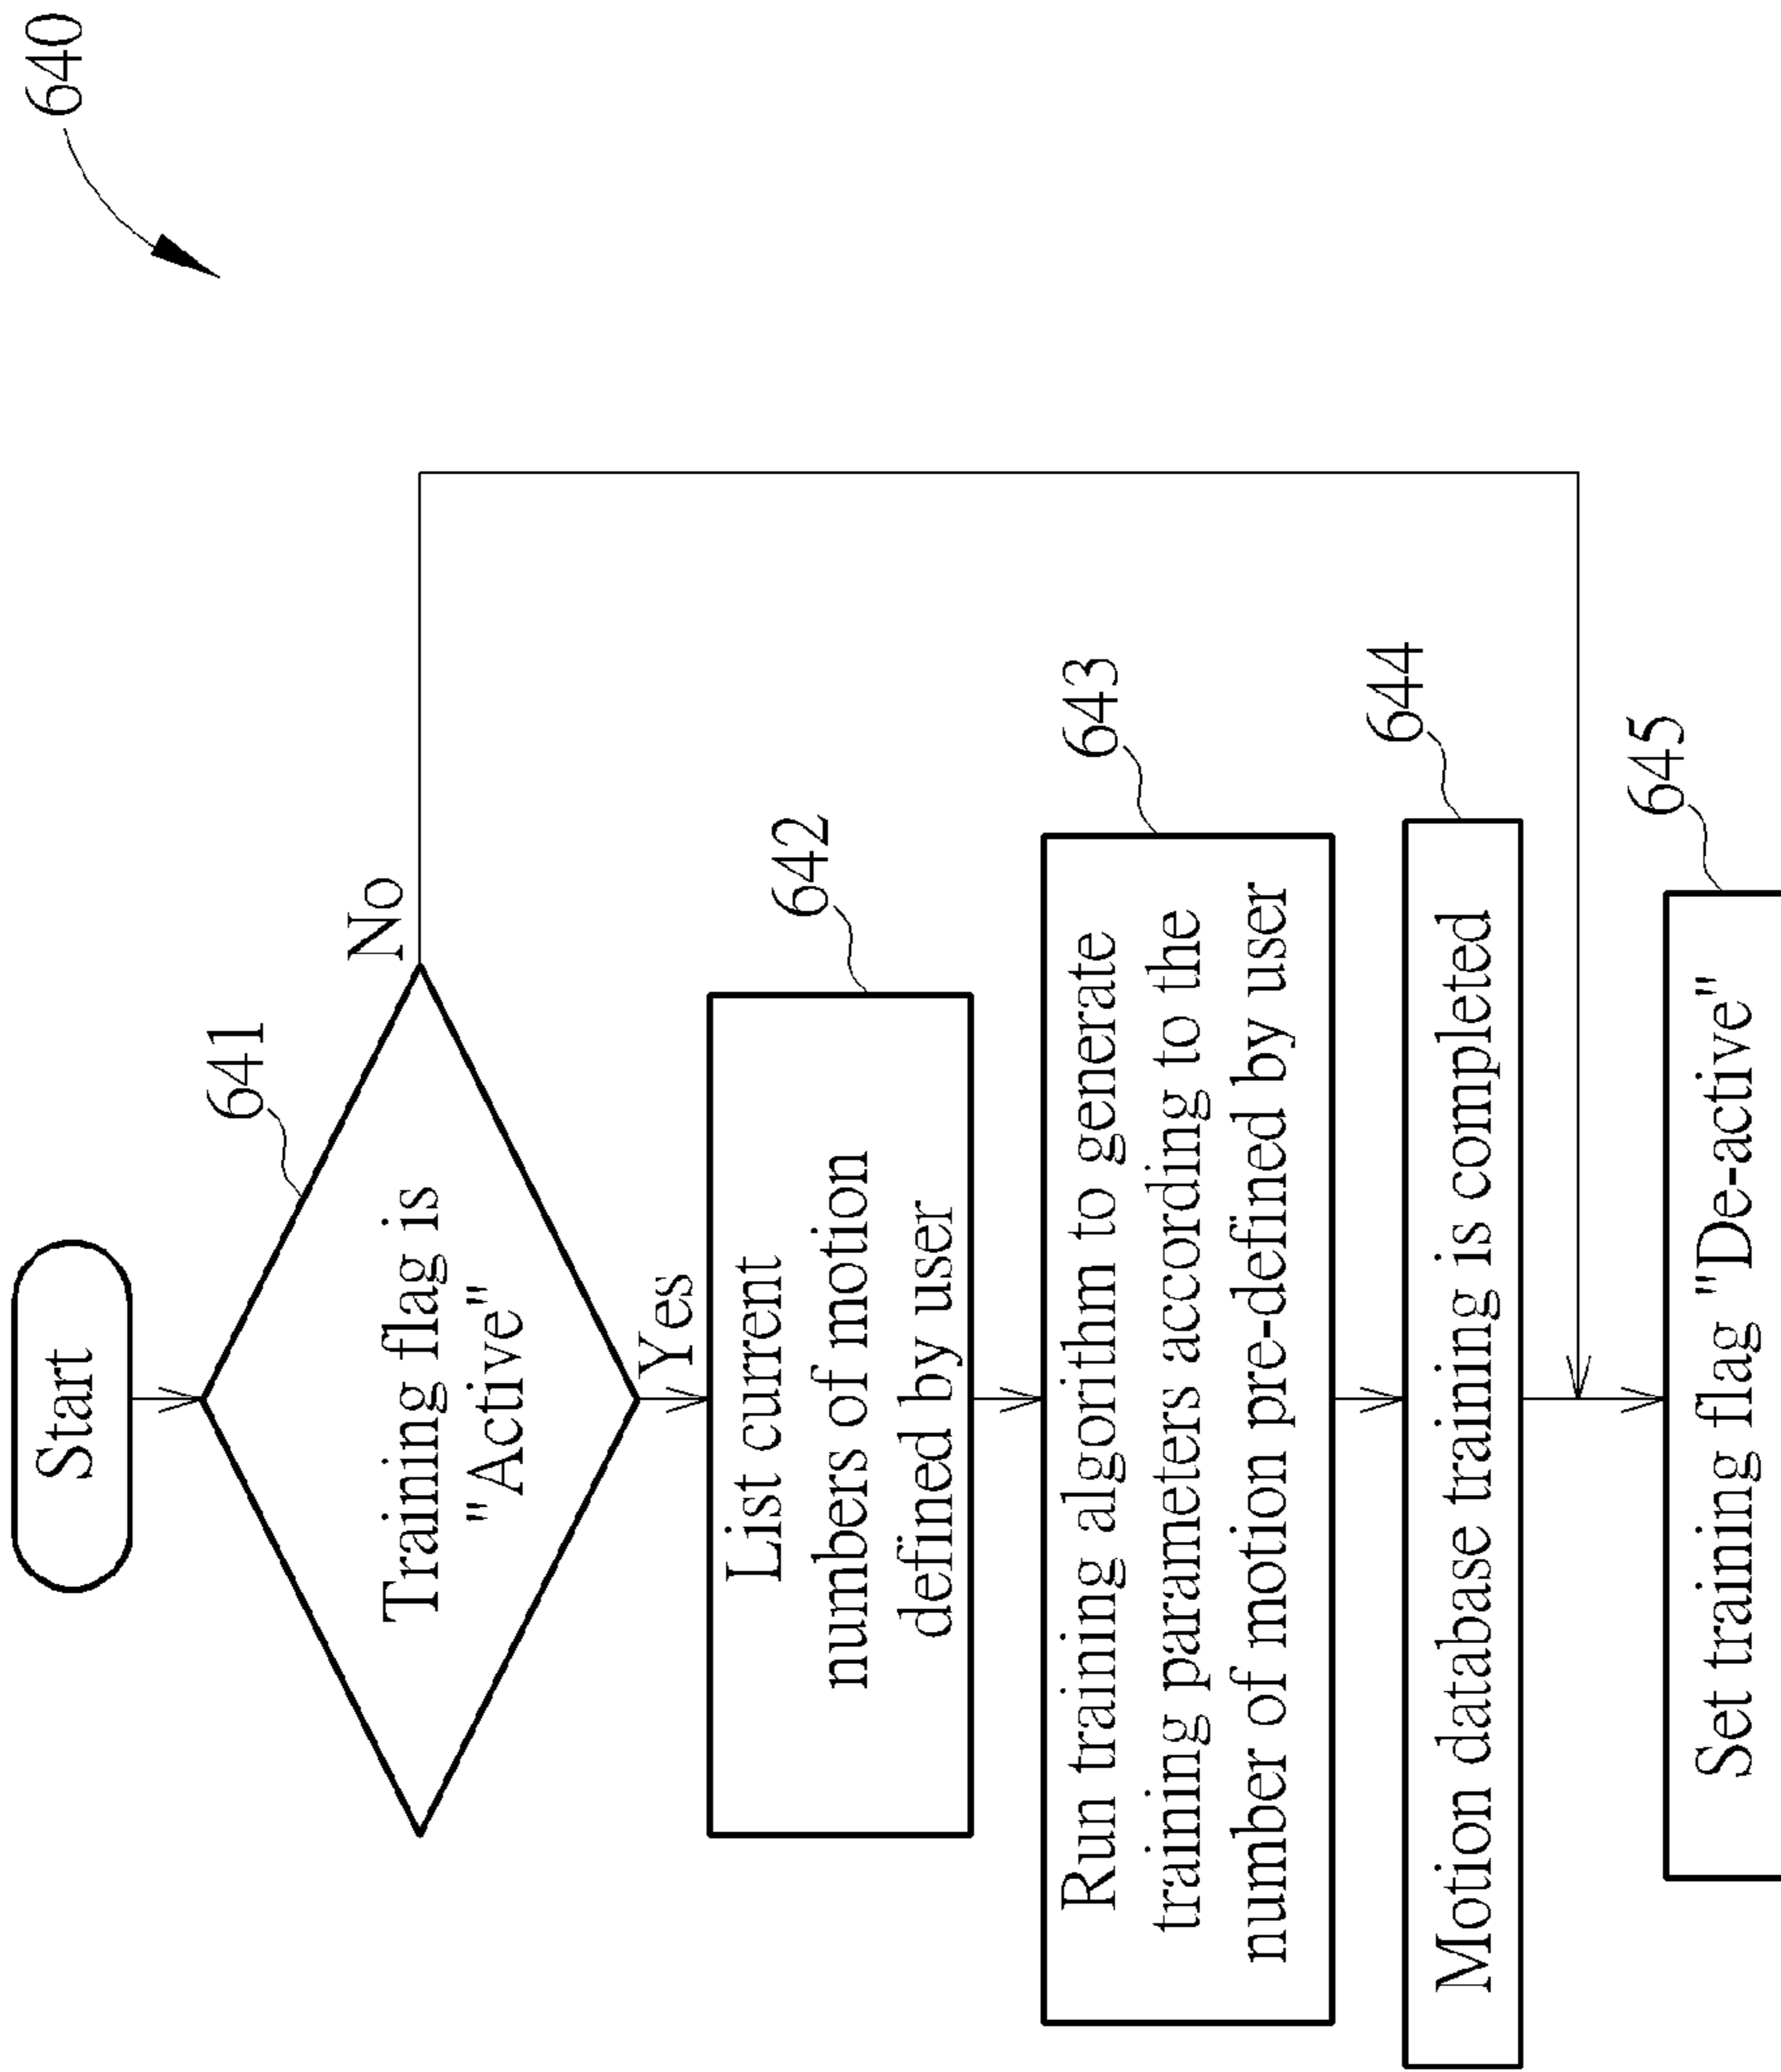 640
Start
641
Training flag is
"Active"
No
Yes
642
List current
numbers of motion
defined by user
643
Run training algorithm to generate
training parameters according to the
number of motion pre-defined by user
644
Motion database training is completed
645
Set training flag "De-active"